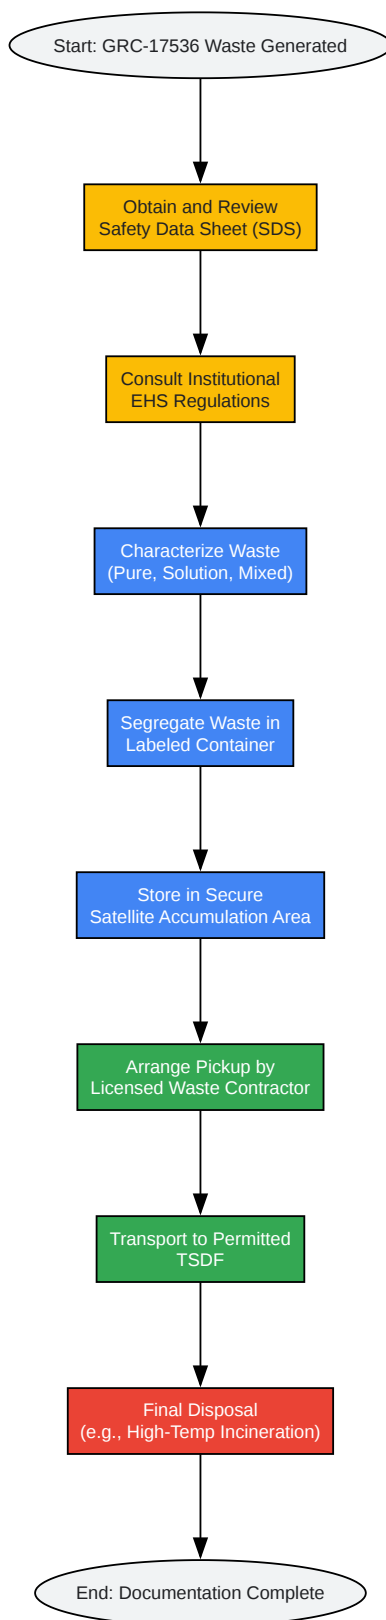 Start: GRC-17536 Waste Generated
Obtain and Review
Safety Data Sheet (SDS)
Consult Institutional
EHS Regulations
Characterize Waste
(Pure, Solution, Mixed)
Segregate Waste in
Labeled Container
Store in Secure
Satellite Accumulation Area
Arrange Pickup by
Licensed Waste Contractor
Transport to Permitted
TSDF
Final Disposal
(e.g., High-Temp Incineration)
End: Documentation Complete